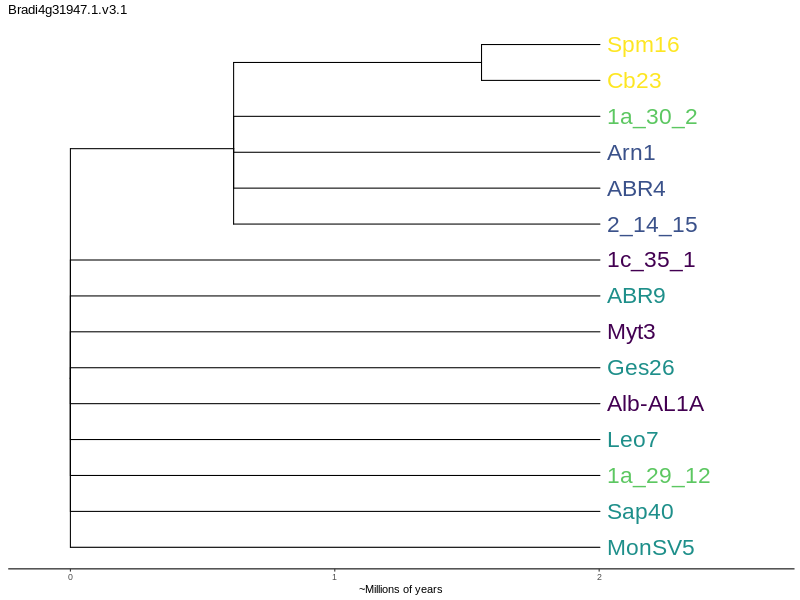 Bradi4g31947.1.v3.1
Spm16
Cb23
1a_30_2
Arn1
ABR4
2_14_15
1c_35_1
ABR9
Myt3
Ges26
Alb-AL1A
Leo7
1a_29_12
Sap40
MonSV5
0 1 2
~Millions of years